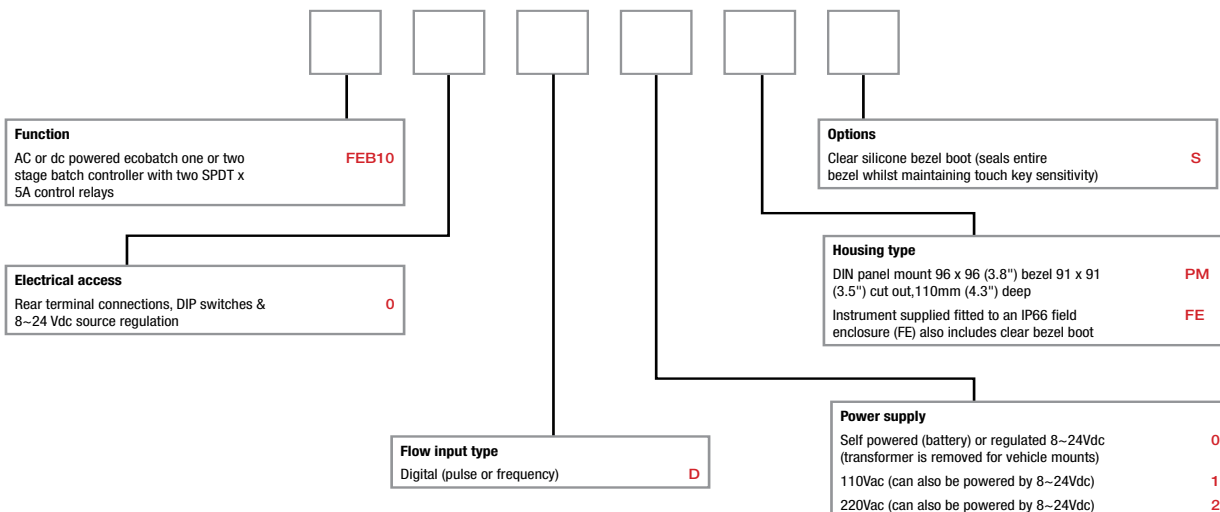 Function
AC or dc powered ecobatch one or two FEB10
stage batch controller with two SPDT x
5A control relays
Options
Clear silicone bezel boot (seals entire S
bezel whilst maintaining touch key sensitivity)
Electrical access
Rear terminal connections, DIP switches & 0
8~24 Vdc source regulation
Housing type
DIN panel mount 96 x 96 (3.8") bezel 91 x 91 PM
(3.5") cut out,110mm (4.3") deep
Instrument supplied fitted to an IP66 field FE
enclosure (FE) also includes clear bezel boot
Flow input type
Digital (pulse or frequency) D
Power supply
Self powered (battery) or regulated 8~24Vdc 0
(transformer is removed for vehicle mounts)
110Vac (can also be powered by 8~24Vdc) 1
220Vac (can also be powered by 8~24Vdc) 2